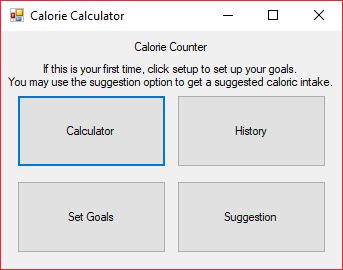 Calorie Calculator
Calorie Counter
If this is your first time, click setup to set up your goals.
You may use the suggestion option to get a suggested caloric intake.
Calculator
History
Set Goals
Suggestion